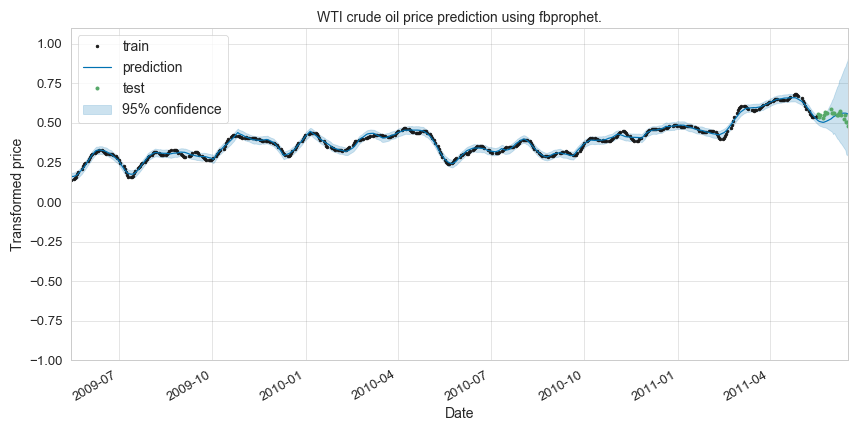 WTI crude oil price prediction using fbprophet.
train
prediction
test
95% confidence
1.00
0.75
0.50
0.25
0.00
−0.25
−0.50
−0.75
−1.00
Transformed price
2009-07
2009-10
2010-01
2010-04
2010-07
2010-10
2011-01
2011-04
Date